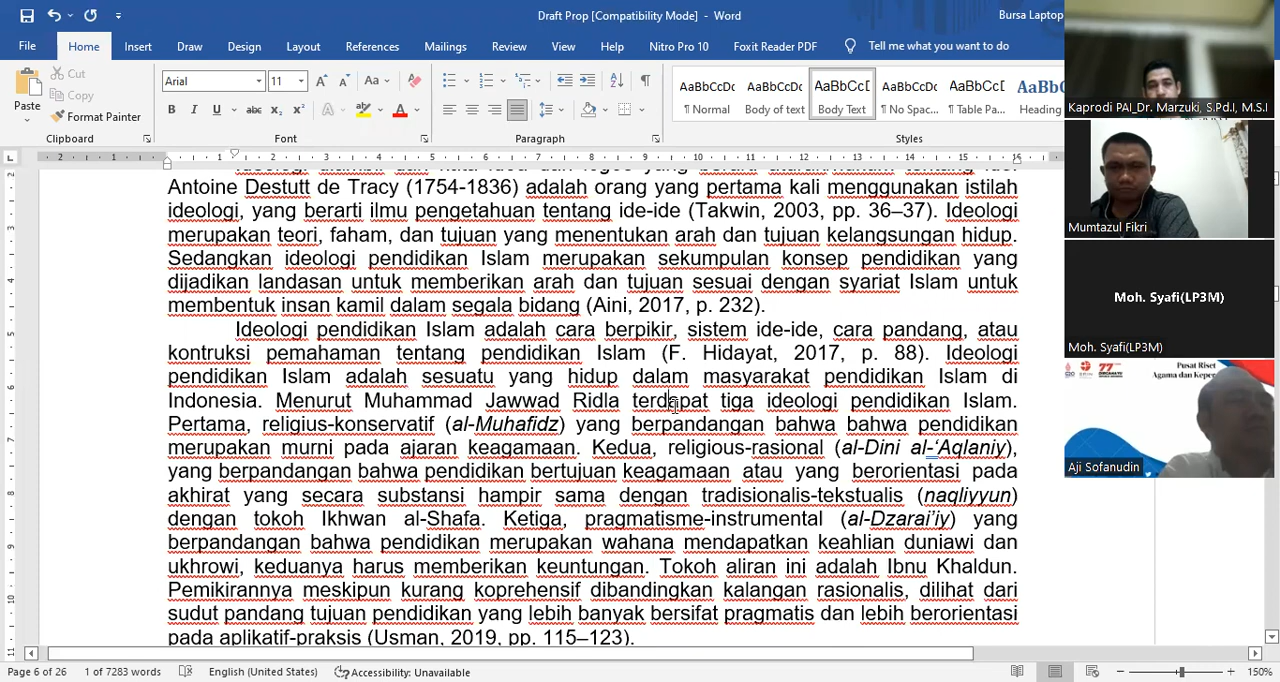 Draft Prop [Compatibility Mode] - Word
Bursa Laptop
File Home Insert Draw Design Layout References Mailings Review View Help Nitro Pro 10 Foxit Reader PDF Tell me what you want to do
Paste
Cut
Copy
Format Painter
Clipboard
Arial 11
Font
Paragraph
AaBbCcDc AaBbCcDc AaBbCcD AaBbCcDc AaBbCcD AaBb
¶ Normal Body of text Body Text ¶ No Spac... ¶ Table Pa... Heading
Styles
Antoine Destutt de Tracy (1754-1836) adalah orang yang pertama kali menggunakan istilah
ideologi, yang berarti ilmu pengetahuan tentang ide-ide (Takwin, 2003, pp. 36–37). Ideologi
merupakan teori, faham, dan tujuan yang menentukan arah dan tujuan kelangsungan hidup.
Sedangkan ideologi pendidikan Islam merupakan sekumpulan konsep pendidikan yang
dijadikan landasan untuk memberikan arah dan tujuan sesuai dengan syariat Islam untuk
membentuk insan kamil dalam segala bidang (Aini, 2017, p. 232).
Ideologi pendidikan Islam adalah cara berpikir, sistem ide-ide, cara pandang, atau
kontruksi pemahaman tentang pendidikan Islam (F. Hidayat, 2017, p. 88). Ideologi
pendidikan Islam adalah sesuatu yang hidup dalam masyarakat pendidikan Islam di
Indonesia. Menurut Muhammad Jawwad Ridla terdapat tiga ideologi pendidikan Islam.
Pertama, religius-konservatif (al-Muhafidz) yang berpandangan bahwa bahwa pendidikan
merupakan murni pada ajaran keagamaan. Kedua, religious-rasional (al-Dini al-'Aqlaniy),
yang berpandangan bahwa pendidikan bertujuan keagamaan atau yang berorientasi pada
akhirat yang secara substansi hampir sama dengan tradisionalis-tekstualis (naqliyyun)
dengan tokoh Ikhwan al-Shafa. Ketiga, pragmatisme-instrumental (al-Dzarai'iy) yang
berpandangan bahwa pendidikan merupakan wahana mendapatkan keahlian duniawi dan
ukhrowi, keduanya harus memberikan keuntungan. Tokoh aliran ini adalah Ibnu Khaldun.
Pemikirannya meskipun kurang koprehensif dibandingkan kalangan rasionalis, dilihat dari
sudut pandang tujuan pendidikan yang lebih banyak bersifat pragmatis dan lebih berorientasi
pada aplikatif-praksis (Usman, 2019, pp. 115–123).
Page 6 of 26 1 of 7283 words English (United States) Accessibility: Unavailable 150%
Kaprodi PAI_Dr. Marzuki, S.Pd.I, M.S.I
Mumtazul Fikri
Moh. Syafi(LP3M)
Moh. Syafi(LP3M)
Pusat Riset
Agama dan Keper
77
Aji Sofanudin